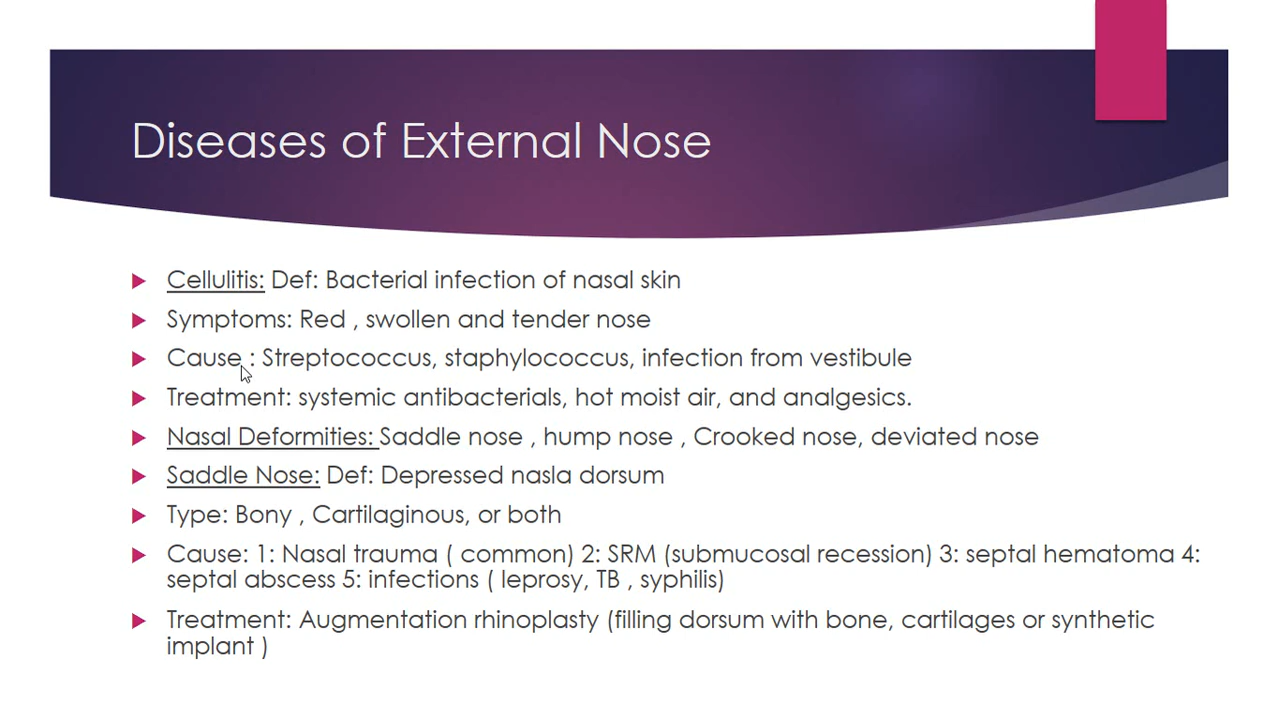 Diseases of External Nose
Cellulitis: Def: Bacterial infection of nasal skin
Symptoms: Red , swollen and tender nose
Cause : Streptococcus, staphylococcus, infection from vestibule
Treatment: systemic antibacterials, hot moist air, and analgesics.
Nasal Deformities: Saddle nose , hump nose , Crooked nose, deviated nose
Saddle Nose: Def: Depressed nasla dorsum
Type: Bony , Cartilaginous, or both
Cause: 1: Nasal trauma ( common) 2: SRM (submucosal recession) 3: septal hematoma 4:
septal abscess 5: infections ( leprosy, TB , syphilis)
Treatment: Augmentation rhinoplasty (filling dorsum with bone, cartilages or synthetic
implant )